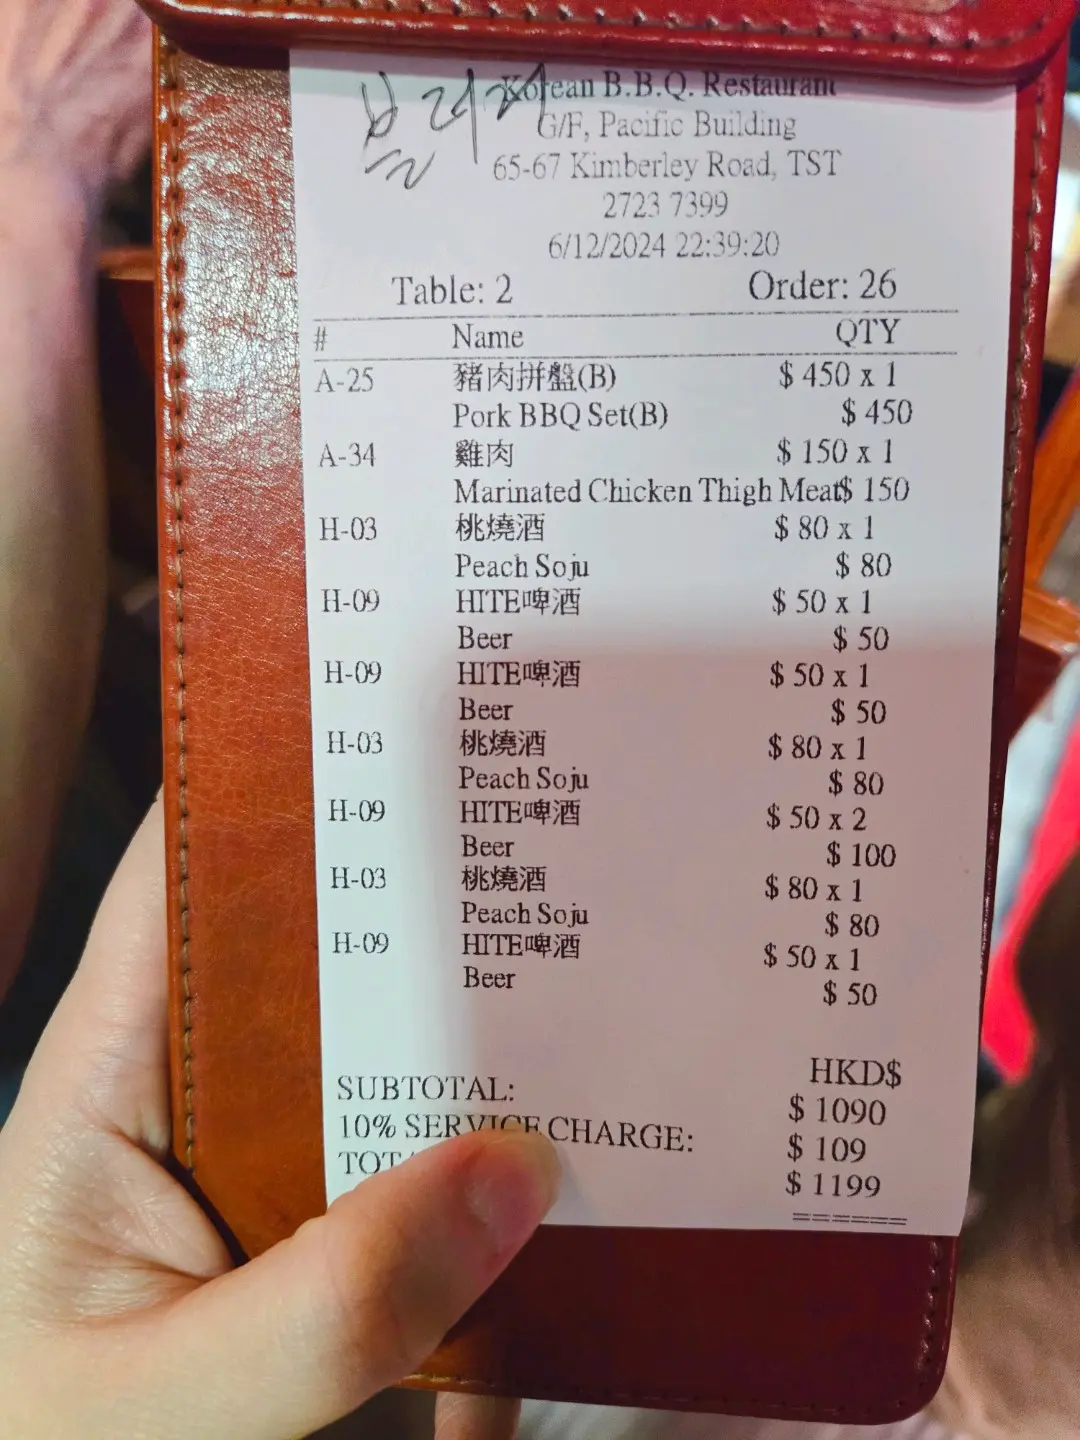 Korean B.B.Q. Restaurant
G/F, Pacific Building
65-67 Kimberley Road, TST
2723 7399
6/12/2024 22:39:20
Table: 2 Order: 26
# Name QTY
A-25 豬肉拼盤(B) $ 450 x 1
Pork BBQ Set(B) $ 450
A-34 雞肉 $ 150 x 1
Marinated Chicken Thigh Meat$ 150
H-03 桃燒酒 $ 80 x 1
Peach Soju $ 80
H-09 HITE啤酒 $ 50 x 1
Beer $ 50
H-09 HITE啤酒 $ 50 x 1
Beer $ 50
H-03 桃燒酒 $ 80 x 1
Peach Soju $ 80
H-09 HITE啤酒 $ 50 x 2
Beer $ 100
H-03 桃燒酒 $ 80 x 1
Peach Soju $ 80
H-09 HITE啤酒 $ 50 x 1
Beer $ 50
HKD$
SUBTOTAL: $ 1090
10% SERVICE CHARGE: $ 109
$ 1199
======